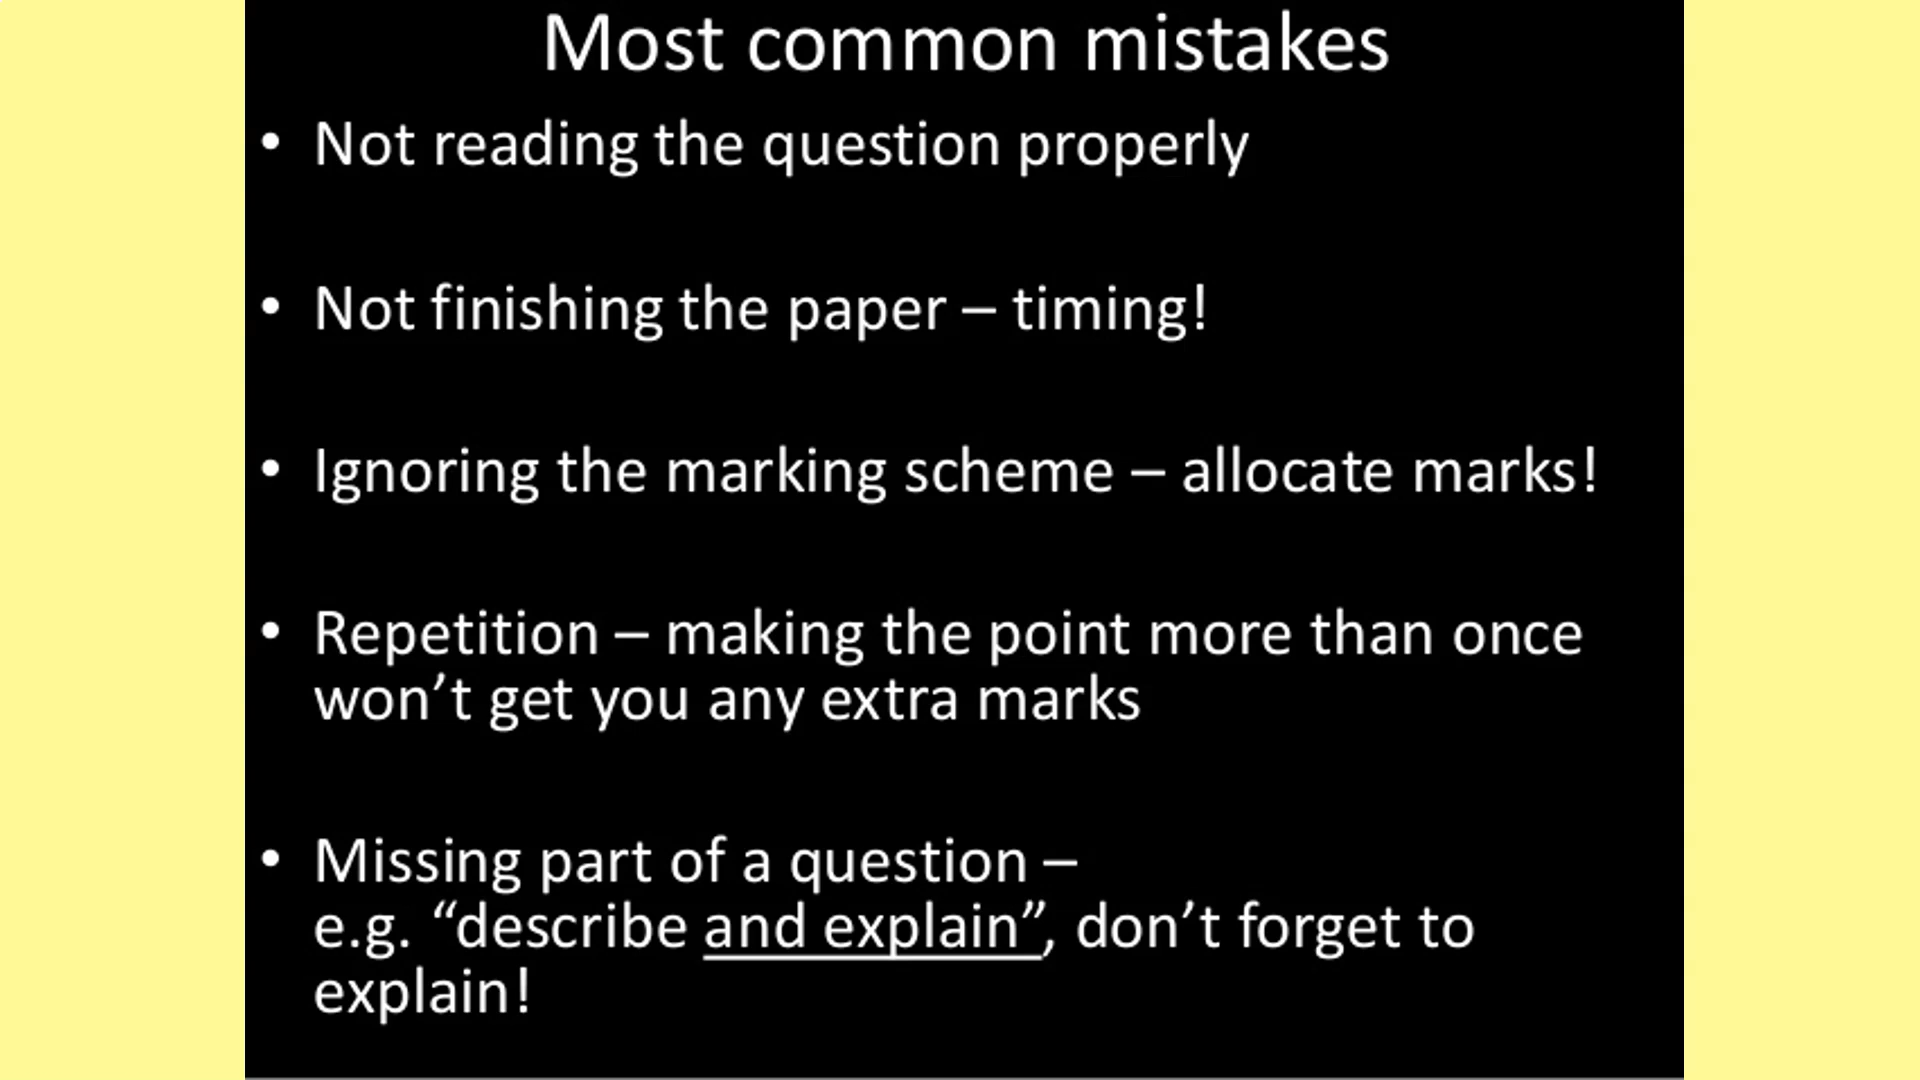 Most common mistakes
• Not reading the question properly
• Not finishing the paper – timing!
• Ignoring the marking scheme – allocate marks!
• Repetition – making the point more than once
won’t get you any extra marks
• Missing part of a question –
e.g. “describe and explain”, don’t forget to
explain!